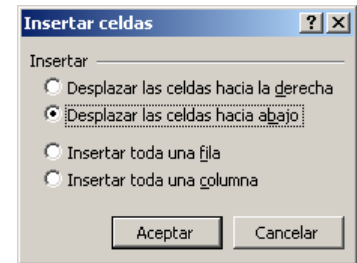 Insertar celdas
Insertar
Desplazar las celdas hacia la derecha
Desplazar las celdas hacia abajo
Insertar toda una fila
Insertar toda una columna
Aceptar Cancelar